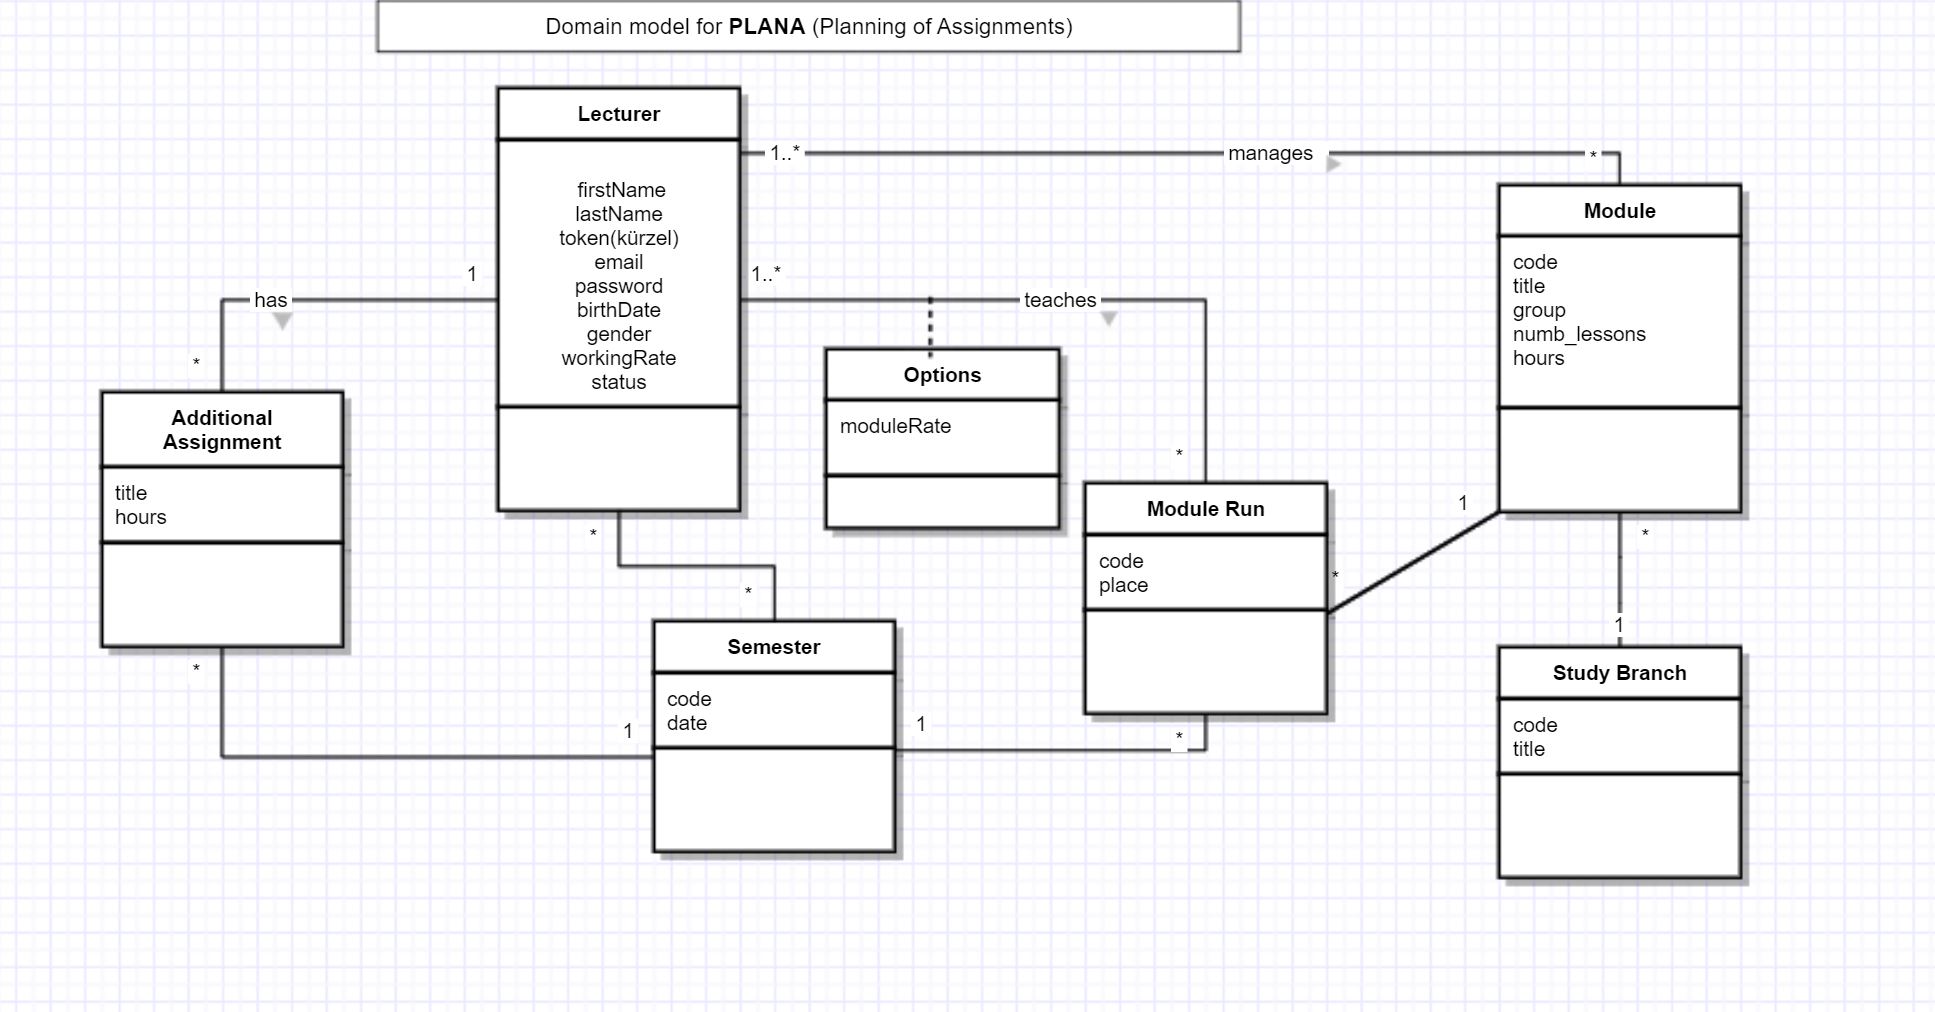 Domain model for PLANA (Planning of Assignments)
Lecturer
firstName
lastName
token(kürzel)
email
password
birthDate
gender
workingRate
status
1..*
manages
*
Module
code
title
group
numb_lessons
hours
1
has
*
1..*
teaches
*
Options
moduleRate
Additional
Assignment
title
hours
*
Module Run
code
place
1
*
*
*
Semester
code
date
1
1
*
*
1
Study Branch
code
title